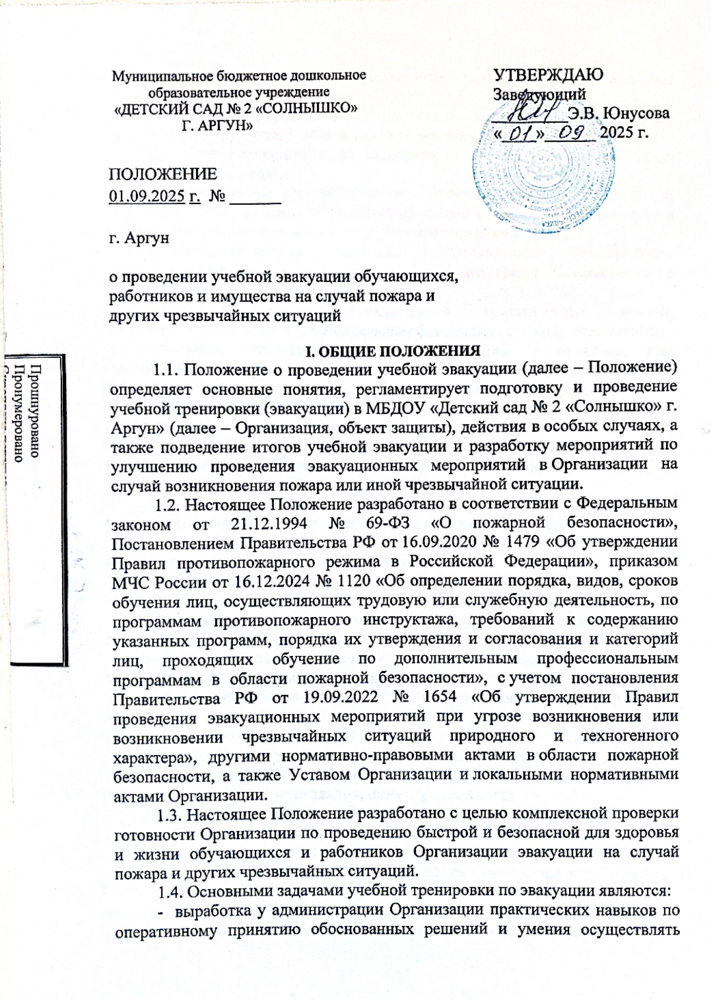 Муниципальное бюджетное дошкольное
образовательное учреждение
«ДЕТСКИЙ САД № 2 «СОЛНЫШКО»
Г. АРГУН»
УТВЕРЖДАЮ
Заведующий
__________Э.В. Юнусова
«_01_»__09__ 2025 г.
ПОЛОЖЕНИЕ
01.09.2025 г. № ______
г. Аргун
о проведении учебной эвакуации обучающихся,
работников и имущества на случай пожара и
других чрезвычайных ситуаций
I. ОБЩИЕ ПОЛОЖЕНИЯ
1.1. Положение о проведении учебной эвакуации (далее – Положение)
определяет основные понятия, регламентирует подготовку и проведение
учебной тренировки (эвакуации) в МБДОУ «Детский сад № 2 «Солнышко» г.
Аргун» (далее – Организация, объект защиты), действия в особых случаях, а
также подведение итогов учебной эвакуации и разработку мероприятий по
улучшению проведения эвакуационных мероприятий в Организации на
случай возникновения пожара или иной чрезвычайной ситуации.
1.2. Настоящее Положение разработано в соответствии с Федеральным
законом от 21.12.1994 № 69-ФЗ «О пожарной безопасности»,
Постановлением Правительства РФ от 16.09.2020 № 1479 «Об утверждении
Правил противопожарного режима в Российской Федерации», приказом
МЧС России от 16.12.2024 № 1120 «Об определении порядка, видов, сроков
обучения лиц, осуществляющих трудовую или служебную деятельность, по
программам противопожарного инструктажа, требований к содержанию
указанных программ, порядка их утверждения и согласования и категорий
лиц, проходящих обучение по дополнительным профессиональным
программам в области пожарной безопасности», с учетом постановления
Правительства РФ от 19.09.2022 № 1654 «Об утверждении Правил
проведения эвакуационных мероприятий при угрозе возникновения или
возникновении чрезвычайных ситуаций природного и техногенного
характера», другими нормативно-правовыми актами в области пожарной
безопасности, а также Уставом Организации и локальными нормативными
актами Организации.
1.3. Настоящее Положение разработано с целью комплексной проверки
готовности Организации по проведению быстрой и безопасной для здоровья
и жизни обучающихся и работников Организации эвакуации на случай
пожара и других чрезвычайных ситуаций.
1.4. Основными задачами учебной тренировки по эвакуации являются:
- выработка у администрации Организации практических навыков по
оперативному принятию обоснованных решений и умения осуществлять
Прошнуровано
Пронумеровано